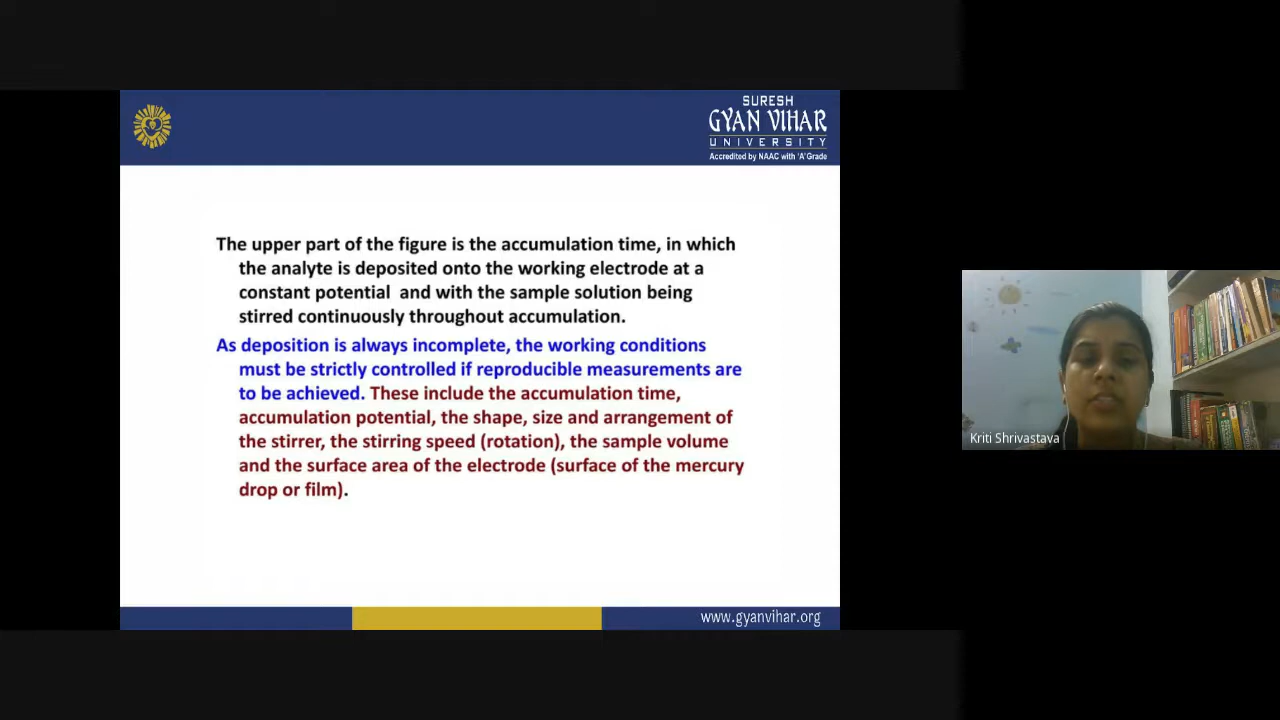 SURESH
GYAN VIHAR
UNIVERSITY
Accredited by NAAC with 'A' Grade
The upper part of the figure is the accumulation time, in which
the analyte is deposited onto the working electrode at a
constant potential and with the sample solution being
stirred continuously throughout accumulation.
As deposition is always incomplete, the working conditions
must be strictly controlled if reproducible measurements are
to be achieved. These include the accumulation time,
accumulation potential, the shape, size and arrangement of
the stirrer, the stirring speed (rotation), the sample volume
and the surface area of the electrode (surface of the mercury
drop or film).
Kriti Shrivastava
www.gyanvihar.org